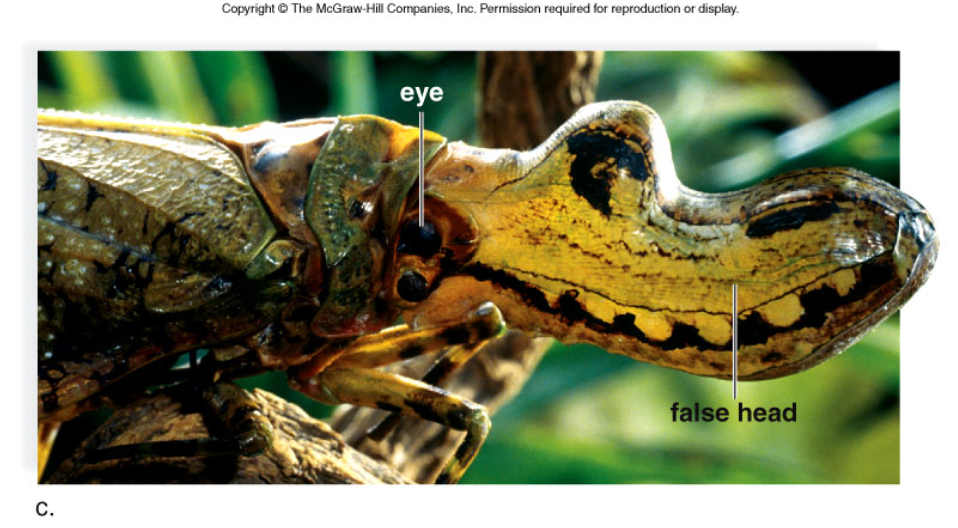 Copyright © The McGraw-Hill Companies, Inc. Permission required for reproduction or display.
eye
false head
c.